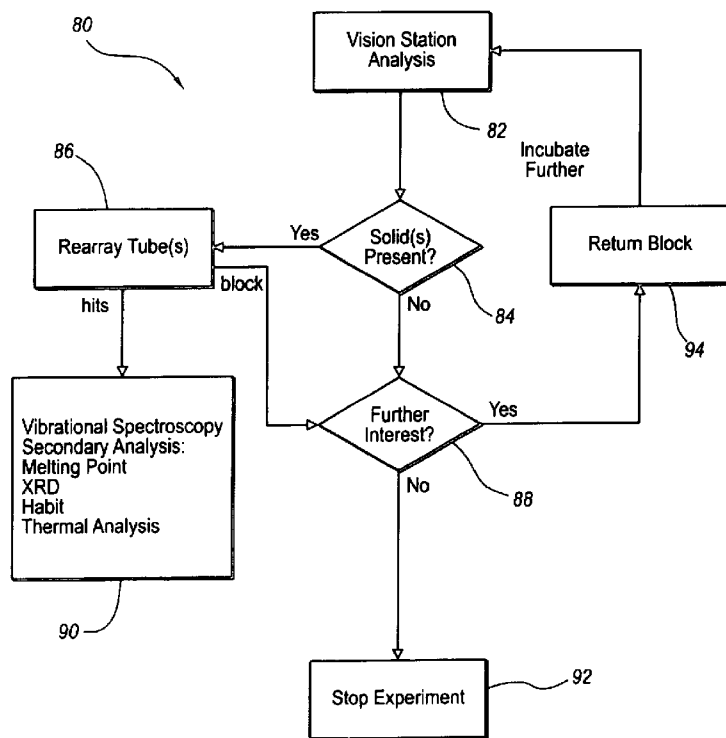 80
Vision Station
Analysis
82
Incubate
Further
86
Rearray Tube(s)
Yes
Solid(s)
Present?
84
Return Block
94
block
hits
No
Vibrational Spectroscopy
Secondary Analysis:
Melting Point
XRD
Habit
Thermal Analysis
90
Further
Interest?
Yes
88
No
Stop Experiment
92